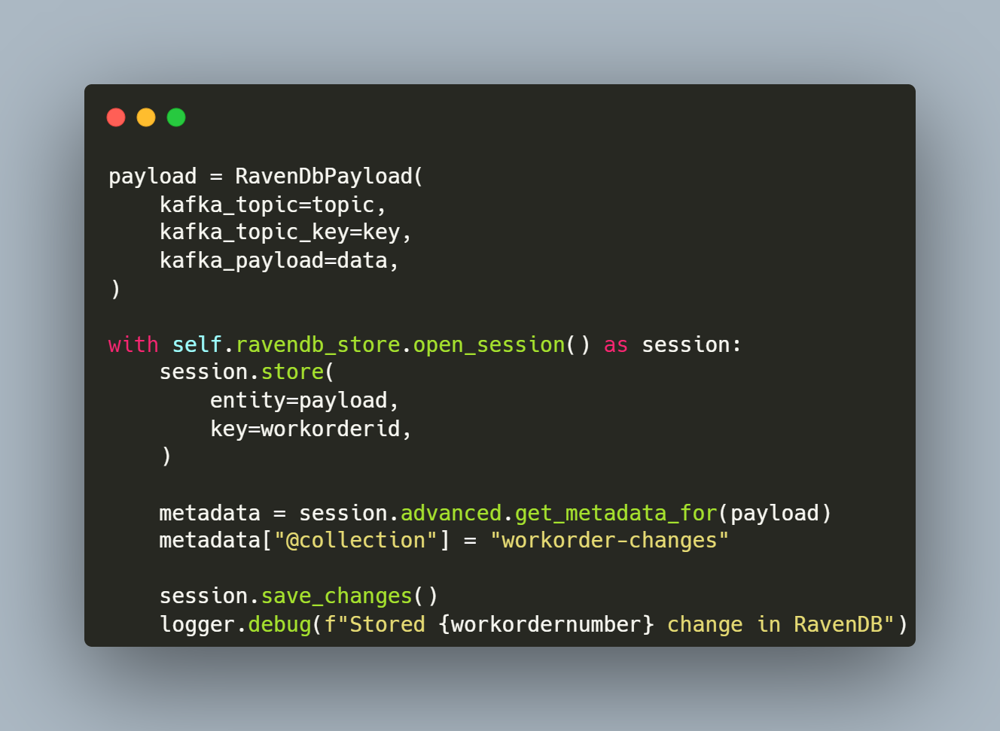 payload = RavenDbPayload(
    kafka_topic=topic,
    kafka_topic_key=key,
    kafka_payload=data,
)

with self.ravendb_store.open_session() as session:
    session.store(
        entity=payload,
        key=workorderid,
    )

    metadata = session.advanced.get_metadata_for(payload)
    metadata["@collection"] = "workorder-changes"

    session.save_changes()
    logger.debug(f"Stored {workordernumber} change in RavenDB")